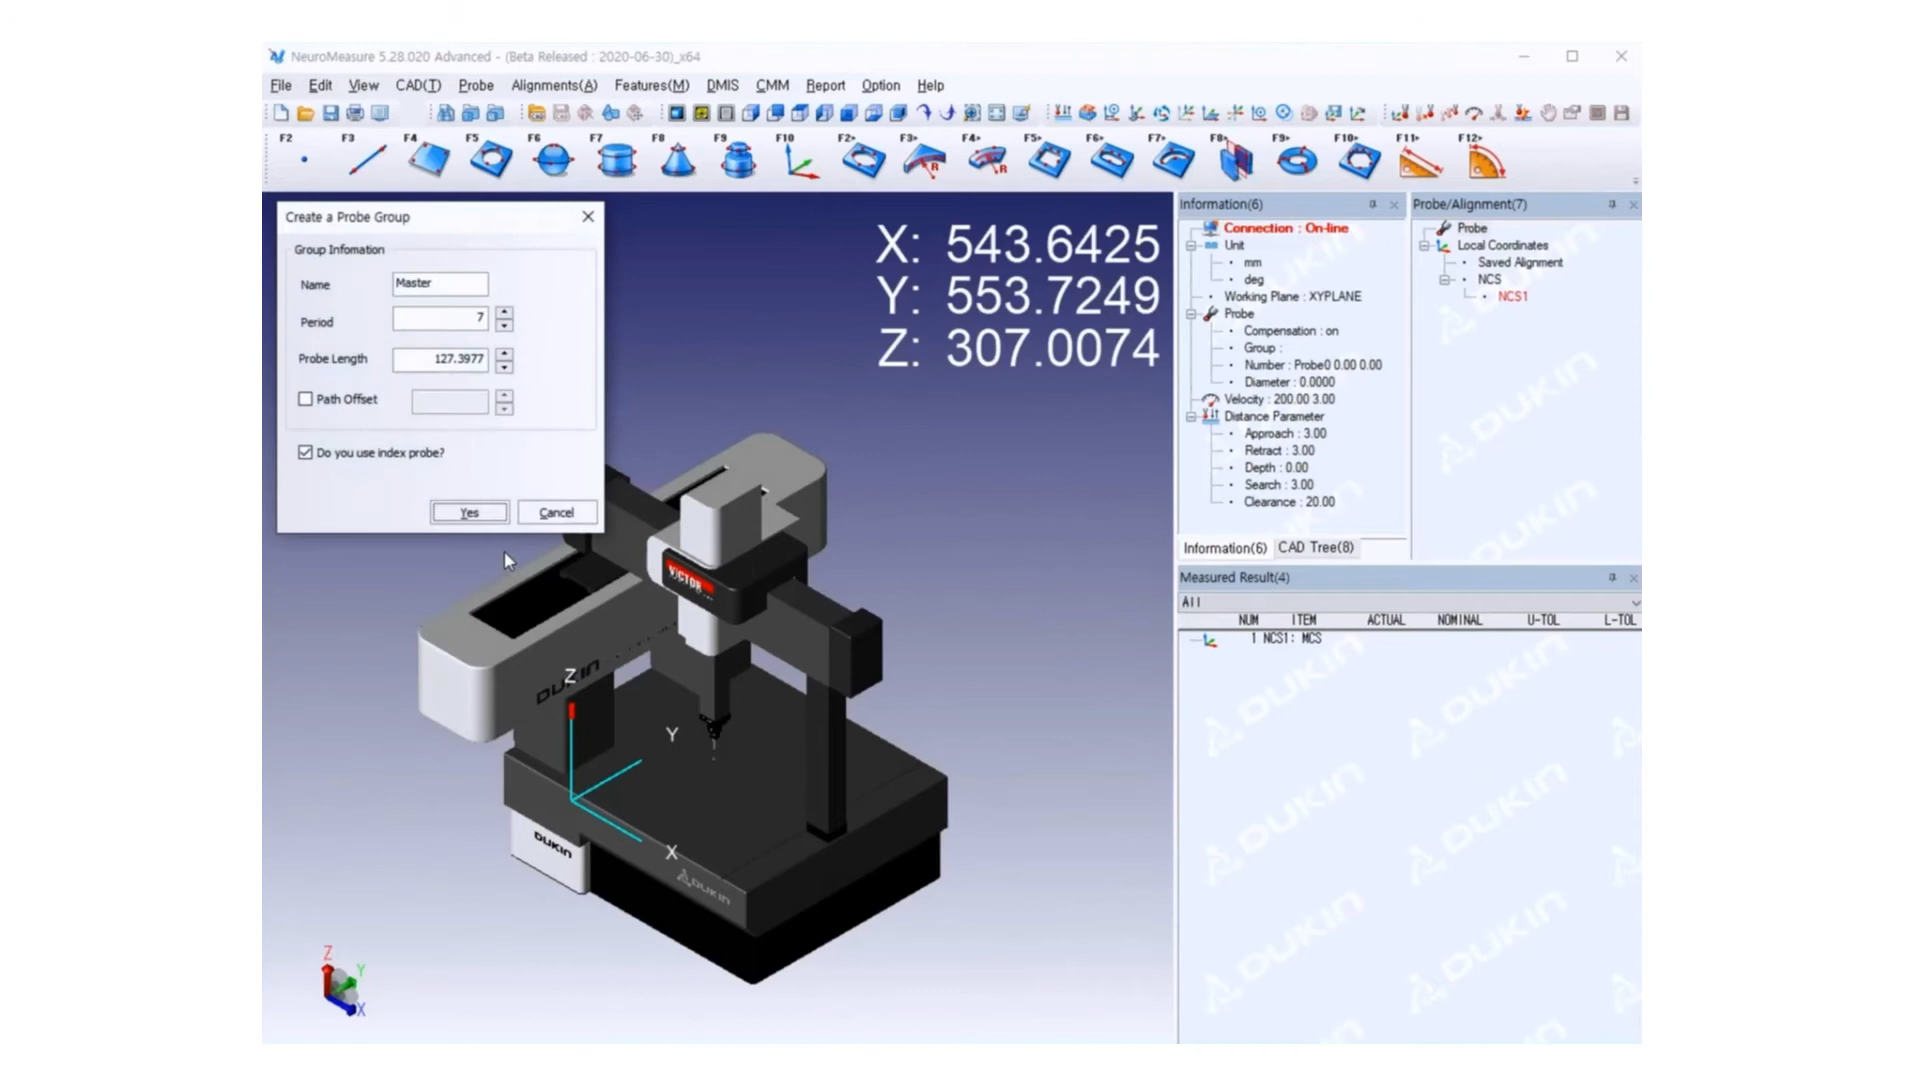 NeuroMeasure 5.28.020 Advanced - (Beta Released : 2020-06-30)_x64
File Edit View CAD(T) Probe Alignments(A) Features(M) DMIS CMM Report Option Help
F2 F3 F4 F5 F6 F7 F8 F9 F10 F2> F3> F4> F5> F6> F7> F8> F9> F10> F11> F12>
Create a Probe Group
Group Infomation
Name Master
Period 7
Probe Length 127.3977
Path Offset
Do you use index probe?
Yes Cancel
X: 543.6425
Y: 553.7249
Z: 307.0074
VICTOR
DUKIN
Z
Y
X
DUKIN
DUKIN
Z
Y
X
Information(6)
Connection : On-line
Unit
mm
deg
Working Plane : XYPLANE
Probe
Compensation : on
Group :
Number : Probe0 0.00 0.00
Diameter : 0.0000
Velocity : 200.00 3.00
Distance Parameter
Approach : 3.00
Retract : 3.00
Depth : 0.00
Search : 3.00
Clearance : 20.00
Information(6) CAD Tree(8)
Probe/Alignment(7)
Probe
Local Coordinates
Saved Alignment
NCS
NCS1
Measured Result(4)
All
NUM ITEM ACTUAL NOMINAL U-TOL L-TOL
1 NCS1: MCS
DUKIN